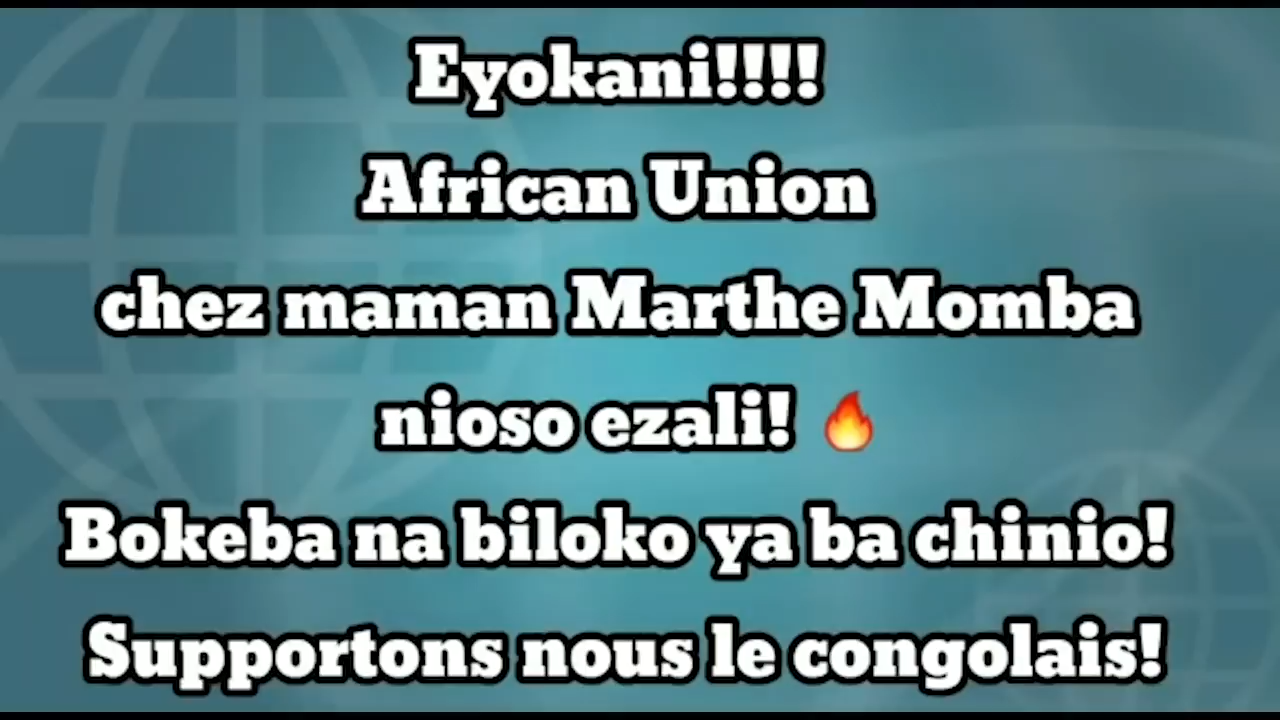 Eyokani!!!!
African Union
chez maman Marthe Momba
nioso ezali! 🔥
Bokeba na biloko ya ba chinio!
Supportons nous le congolais!